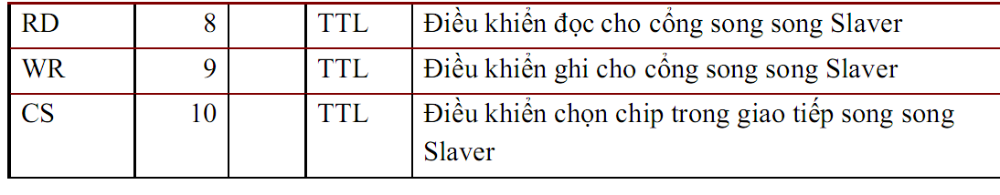 RD 8 TTL Điều khiển đọc cho cổng song song Slaver
WR 9 TTL Điều khiển ghi cho cổng song song Slaver
CS 10 TTL Điều khiển chọn chip trong giao tiếp song song
Slaver